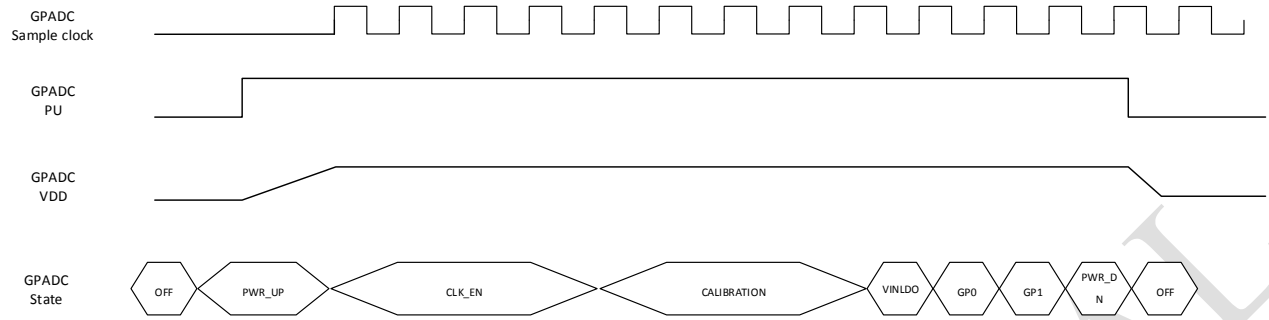 GPADC
Sample clock
GPADC
PU
GPADC
VDD
GPADC
State
OFF
PWR_UP
CLK_EN
CALIBRATION
VINLDO
GP0
GP1
PWR_D
N
OFF